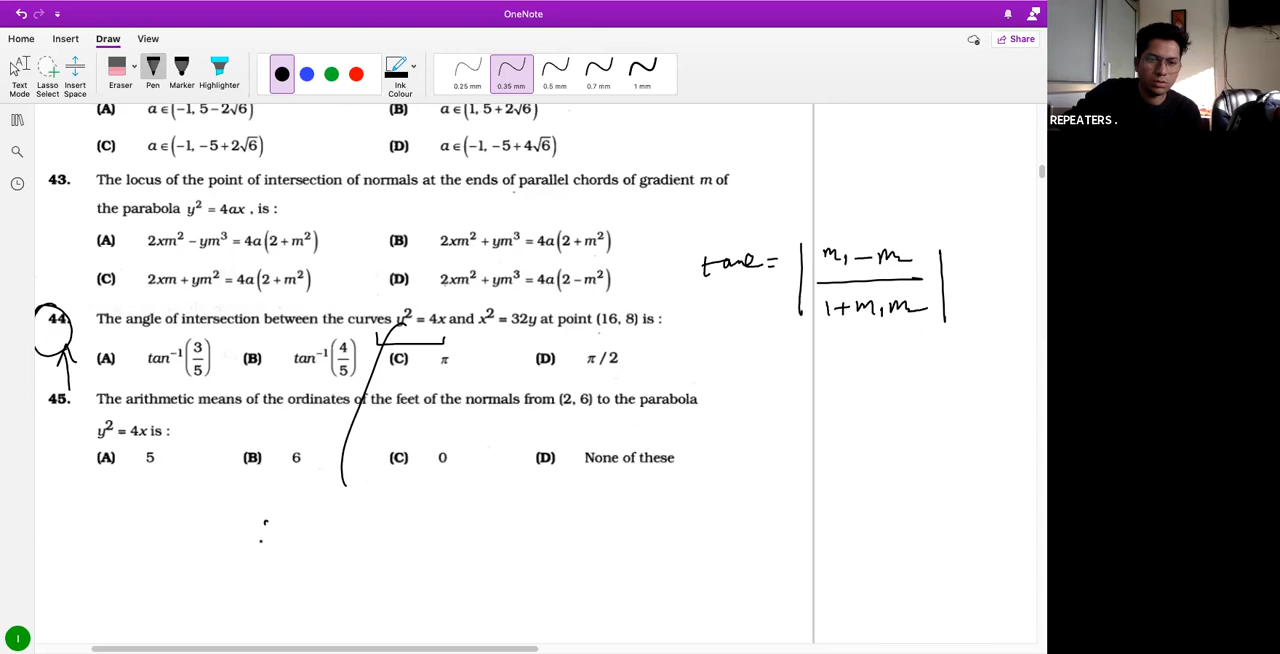 OneNote
Home Insert Draw View
Share
Text Mode
Lasso Select
Insert Space
Eraser
Pen
Marker
Highlighter
Ink Colour
0.25 mm
0.35 mm
0.5 mm
0.7 mm
1 mm
REPEATERS .
(A) a ∈ (−1, 5 − 2√6) (B) a ∈ (1, 5 + 2√6)
(C) a ∈ (−1, −5 + 2√6) (D) a ∈ (−1, −5 + 4√6)
43. The locus of the point of intersection of normals at the ends of parallel chords of gradient m of
the parabola y² = 4ax , is :
(A) 2xm² − ym³ = 4a(2 + m²) (B) 2xm² + ym³ = 4a(2 + m²)
(C) 2xm + ym² = 4a(2 + m²) (D) 2xm² + ym³ = 4a(2 − m²)
tanθ = | m₁ − m / 1 + m₁m |
44. The angle of intersection between the curves y² = 4x and x² = 32y at point (16, 8) is :
(A) tan⁻¹(3/5) (B) tan⁻¹(4/5) (C) π (D) π / 2
45. The arithmetic means of the ordinates of the feet of the normals from (2, 6) to the parabola
y² = 4x is :
(A) 5 (B) 6 (C) 0 (D) None of these
I